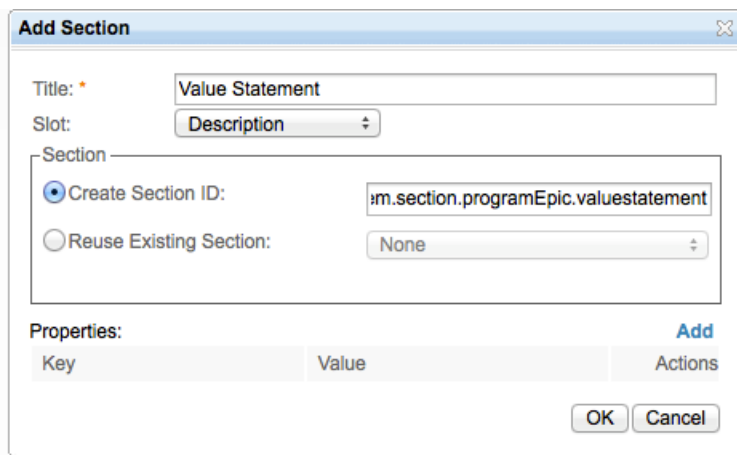 Add Section
Title: *
Value Statement
Slot:
Description
Section
Create Section ID:
em.section.programEpic.valuestatement
Reuse Existing Section:
None
Properties:
Add
Key Value Actions
OK Cancel